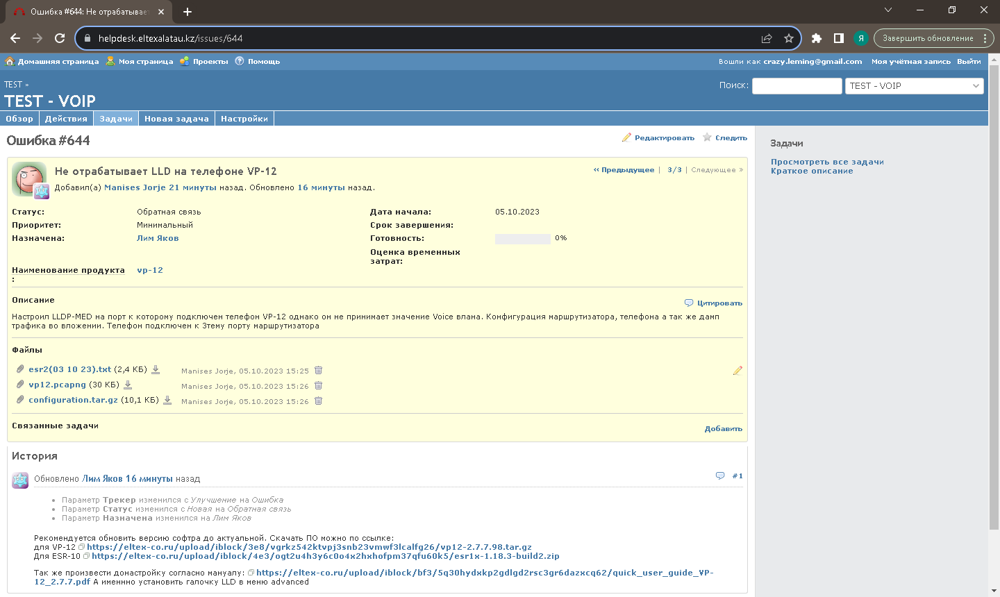 Ошибка #644: Не отрабатывает
helpdesk.eltexalatau.kz/issues/644
Я
Завершить обновление
Домашняя страница Моя страница Проекты Помощь
Вошли как crazy.leming@gmail.com Моя учётная запись Выйти
TEST »
Поиск: TEST - VOIP
TEST - VOIP
Обзор Действия Задачи Новая задача Настройки
Ошибка #644
Редактировать Следить
Задачи
Просмотреть все задачи
Краткое описание
Не отрабатывает LLD на телефоне VP-12
« Предыдущее | 3/3 | Следующее »
Добавил(а) Manises Jorje 21 минуты назад. Обновлено 16 минуты назад.
Статус: Обратная связь Дата начала: 05.10.2023
Приоритет: Минимальный Срок завершения:
Назначена: Лим Яков Готовность: 0%
Оценка временных
затрат:
Наименование продукта vp-12
:
Описание
Цитировать
Настроил LLDP-MED на порт к которому подключен телефон VP-12 однако он не принимает значение Voice влана. Конфигурация маршрутизатора, телефона а так же дамп
трафика во вложении. Телефон подключен к 3тему порту маршрутизатора
Файлы
esr2(03 10 23).txt (2,4 КБ) Manises Jorje, 05.10.2023 15:25
vp12.pcapng (30 КБ) Manises Jorje, 05.10.2023 15:26
configuration.tar.gz (10,1 КБ) Manises Jorje, 05.10.2023 15:26
Связанные задачи
Добавить
История
Обновлено Лим Яков 16 минуты назад
#1
• Параметр Трекер изменился с Улучшение на Ошибка
• Параметр Статус изменился с Новая на Обратная связь
• Параметр Назначена изменился на Лим Яков
Рекомендуется обновить версию софтра до актуальной. Скачать ПО можно по ссылке:
для VP-12 https://eltex-co.ru/upload/iblock/3e8/vgrkz542ktvpj3snb23vmwf3lcalfg26/vp12-2.7.7.98.tar.gz
Для ESR-10 https://eltex-co.ru/upload/iblock/4e3/ogt2u4h3y6c0o4x2hxhofpm37qfu60k5/esr1x-1.18.3-build2.zip
Так же произвести донастройку согласно мануалу: https://eltex-co.ru/upload/iblock/bf3/5q30hydxkp2gdlgd2rsc3gr6dazxcq62/quick_user_guide_VP-
12_2.7.7.pdf А именнно установить галочку LLD в меню advanced